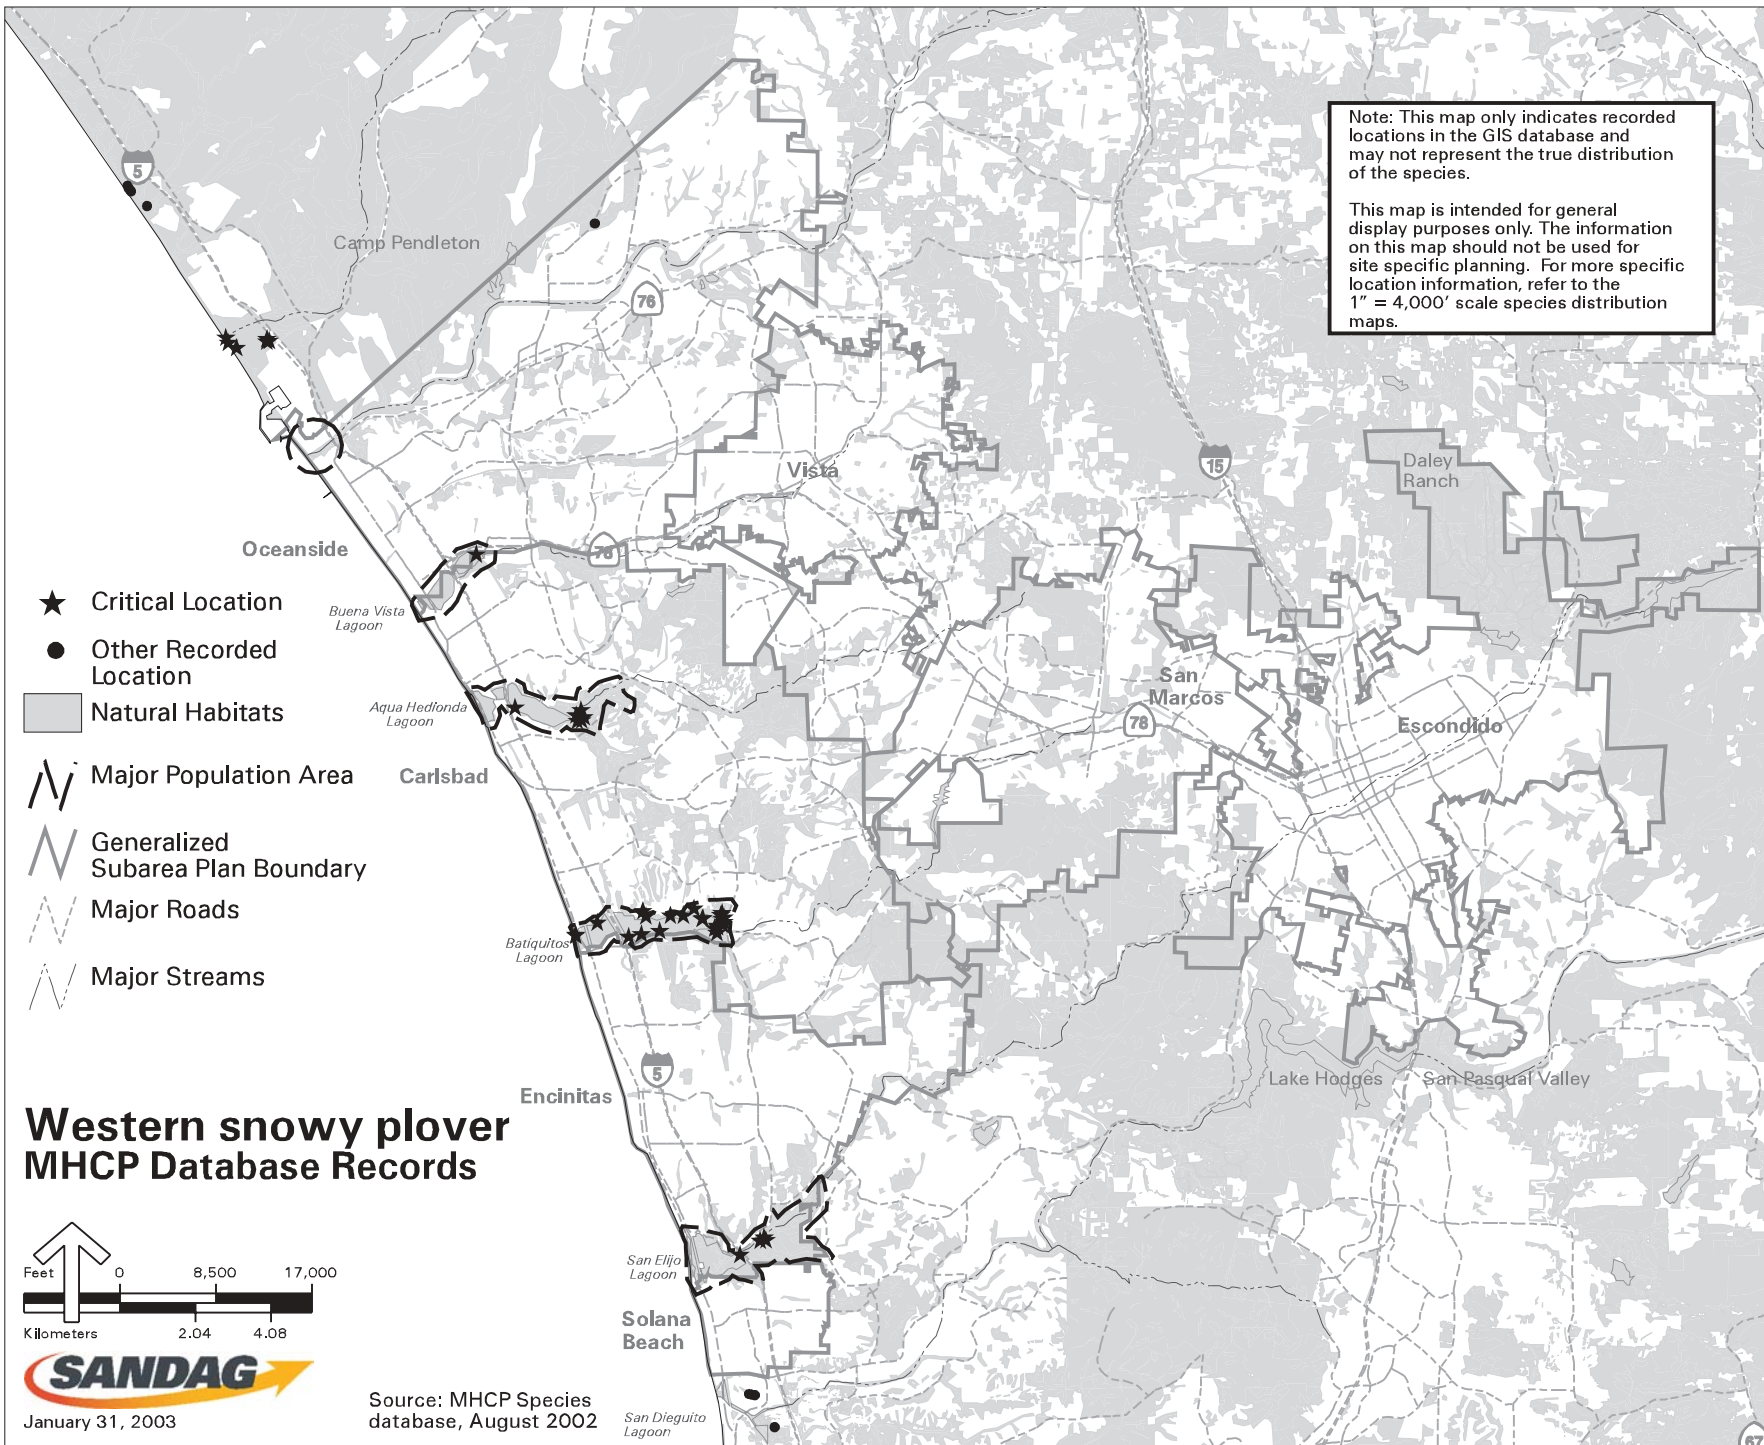 Note: This map only indicates recorded
locations in the GIS database and
may not represent the true distribution
of the species.
This map is intended for general
display purposes only. The information
on this map should not be used for
site specific planning. For more specific
location information, refer to the
1” = 4,000’ scale species distribution
maps.
5
Camp Pendleton
76
Vista
15
Daley
Ranch
Oceanside
78
Buena Vista
Lagoon
Aqua Hedionda
Lagoon
San
Marcos
78
Escondido
Carlsbad
Batiquitos
Lagoon
5
Encinitas
Lake Hodges
San Pasqual Valley
San Elijo
Lagoon
Solana
Beach
San Dieguito
Lagoon
67
Critical Location
Other Recorded
Location
Natural Habitats
Major Population Area
Generalized
Subarea Plan Boundary
Major Roads
Major Streams
Western snowy plover
MHCP Database Records
Feet 0 8,500 17,000
Kilometers 2.04 4.08
SANDAG
January 31, 2003
Source: MHCP Species
database, August 2002